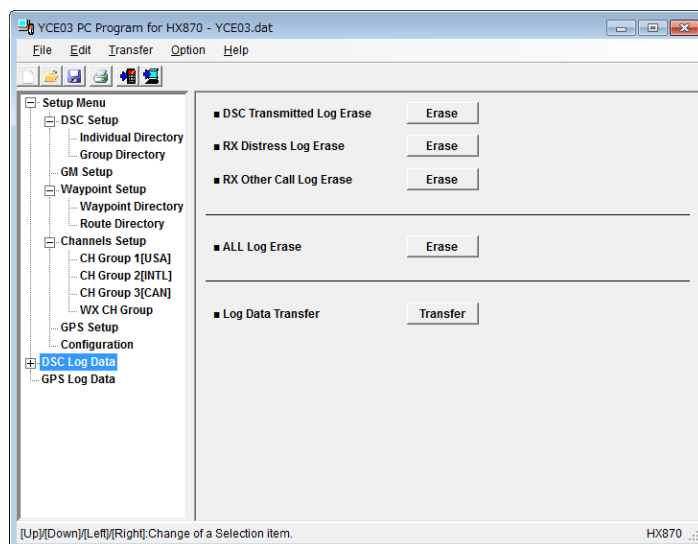 YCE03 PC Program for HX870 - YCE03.dat
File Edit Transfer Option Help
Setup Menu
DSC Setup
Individual Directory
Group Directory
GM Setup
Waypoint Setup
Waypoint Directory
Route Directory
Channels Setup
CH Group 1[USA]
CH Group 2[INTL]
CH Group 3[CAN]
WX CH Group
GPS Setup
Configuration
DSC Log Data
GPS Log Data
■ DSC Transmitted Log Erase Erase
■ RX Distress Log Erase Erase
■ RX Other Call Log Erase Erase
■ ALL Log Erase Erase
■ Log Data Transfer Transfer
[Up]/[Down]/[Left]/[Right]:Change of a Selection item. HX870